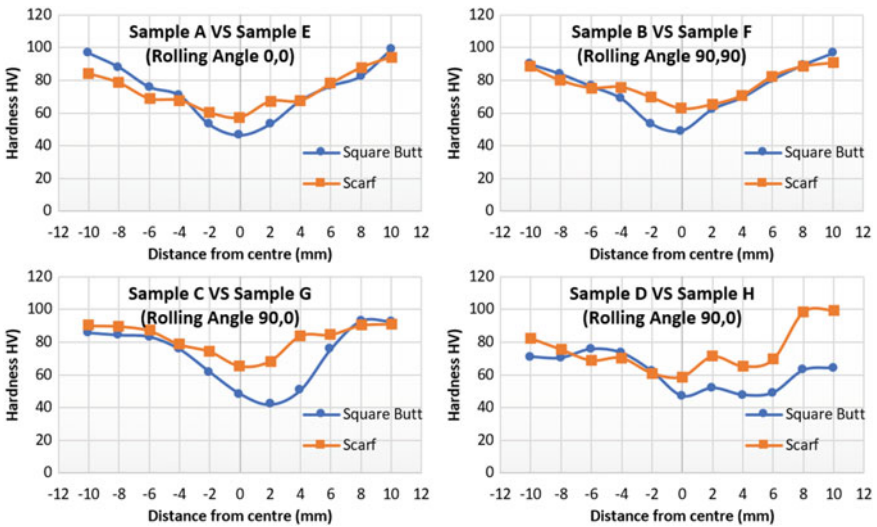 Sample A VS Sample E
(Rolling Angle 0,0)
Hardness HV
120
100
80
60
40
20
0
Square Butt
Scarf
-12 -10 -8 -6 -4 -2 0 2 4 6 8 10 12
Distance from centre (mm)
Sample B VS Sample F
(Rolling Angle 90,90)
Hardness HV
120
100
80
60
40
20
0
Square Butt
Scarf
-12 -10 -8 -6 -4 -2 0 2 4 6 8 10 12
Distance from centre (mm)
Sample C VS Sample G
(Rolling Angle 90,0)
Hardness HV
120
100
80
60
40
20
0
Square Butt
Scarf
-12 -10 -8 -6 -4 -2 0 2 4 6 8 10 12
Distance from centre (mm)
Sample D VS Sample H
(Rolling Angle 90,0)
Hardness HV
120
100
80
60
40
20
0
Square Butt
Scarf
-12 -10 -8 -6 -4 -2 0 2 4 6 8 10 12
Distance from centre (mm)